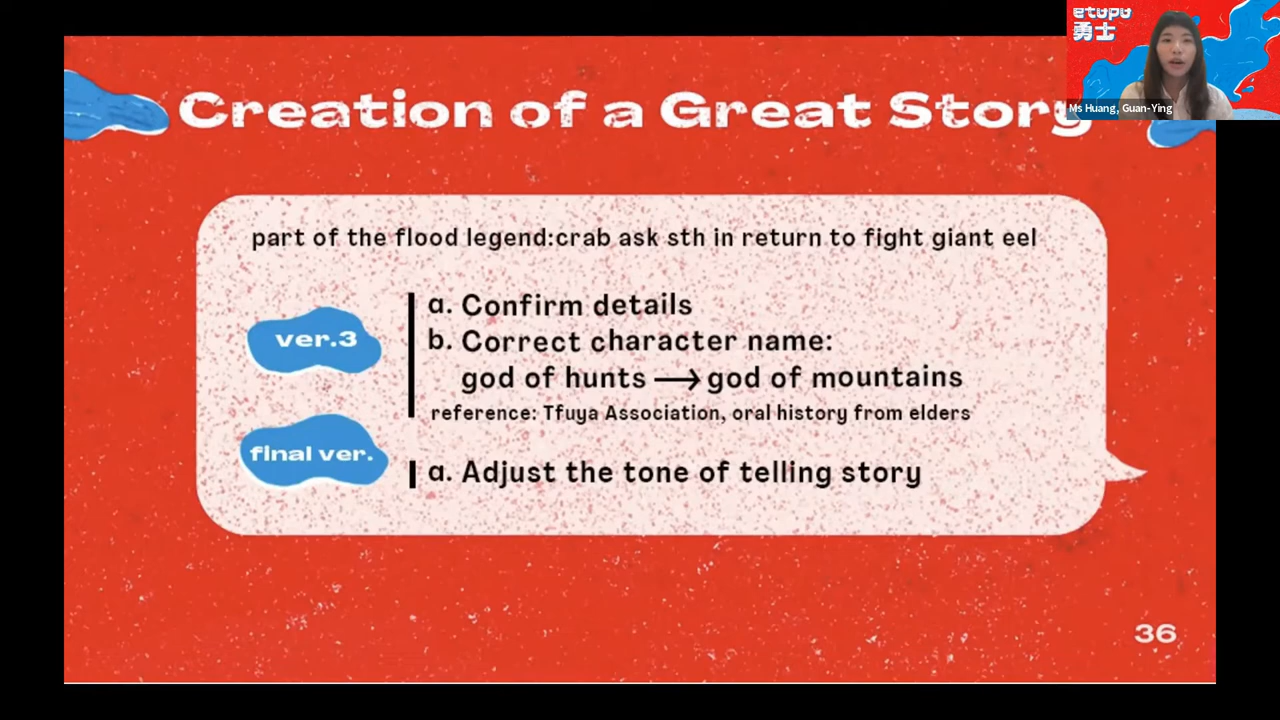 Creation of a Great Story
etupu
勇士
Ms Huang, Guan-Ying
part of the flood legend:crab ask sth in return to fight giant eel
ver.3
a. Confirm details
b. Correct character name:
god of hunts → god of mountains
reference: Tfuya Association, oral history from elders
final ver.
a. Adjust the tone of telling story
36